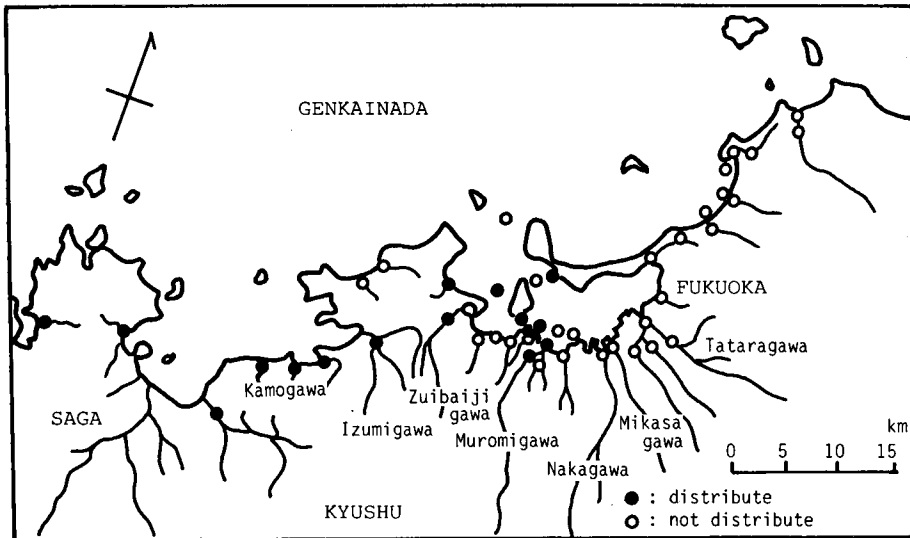 GENKAINADA
FUKUOKA
Tataragawa
Kamogawa
Zuibaiji
gawa
SAGA
Izumigawa
Mikasa
gawa
Muromigawa
km
0 5 10 15
Nakagawa
● : distribute
KYUSHU
○ : not distribute